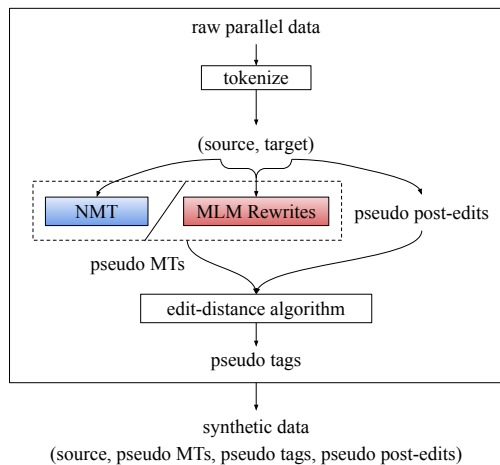 raw parallel data
tokenize
(source, target)
NMT
MLM Rewrites
pseudo post-edits
pseudo MTs
edit-distance algorithm
pseudo tags
synthetic data
(source, pseudo MTs, pseudo tags, pseudo post-edits)